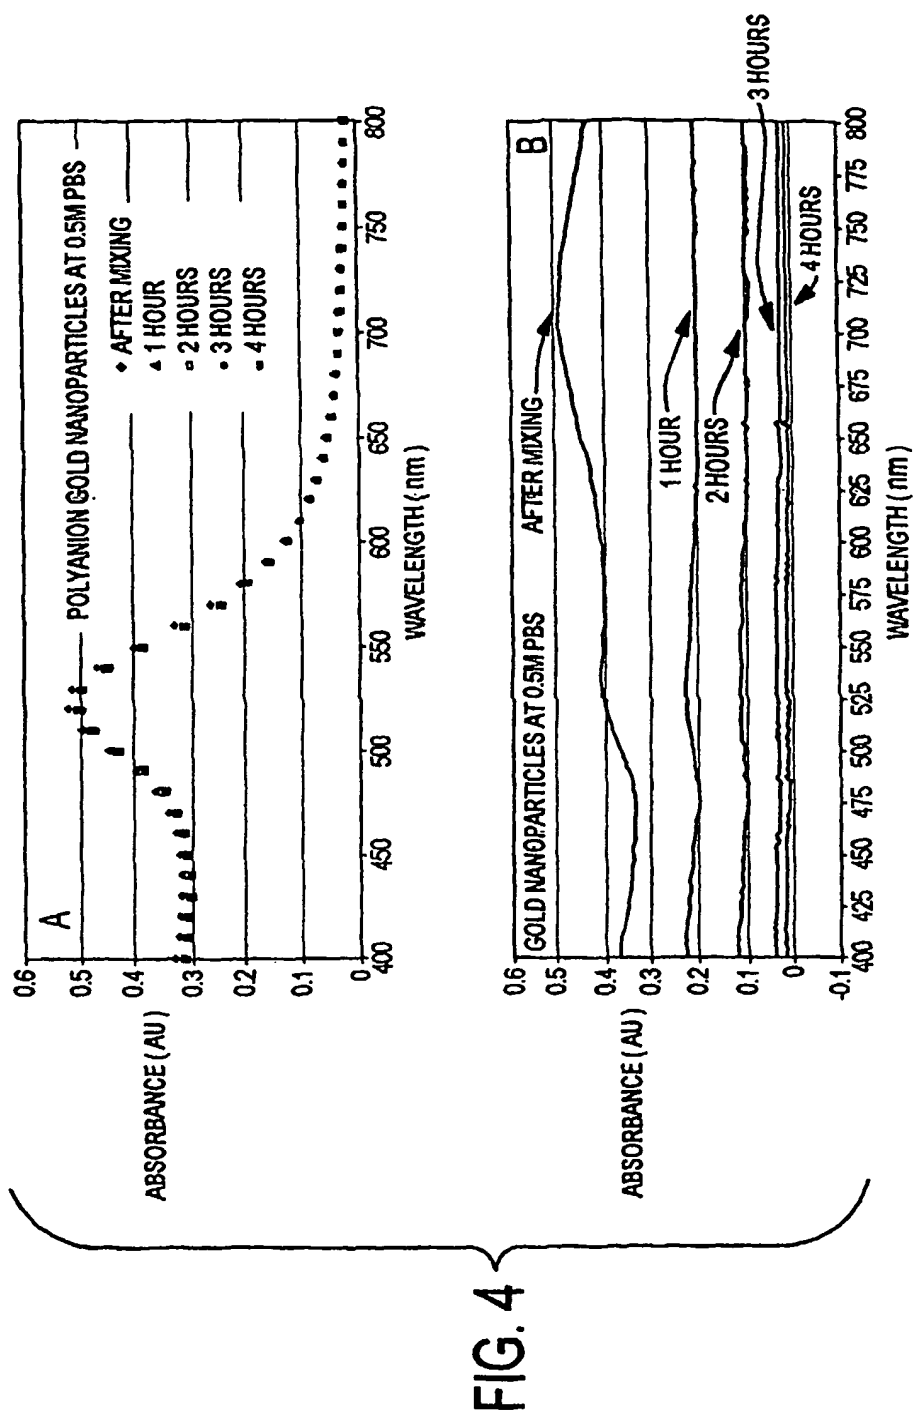 A
POLYANION GOLD NANOPARTICLES AT 0.5M PBS
AFTER MIXING
1 HOUR
2 HOURS
3 HOURS
4 HOURS
ABSORBANCE (AU)
0.6
0.5
0.4
0.3
0.2
0.1
0
400
450
500
550
600
650
700
750
800
WAVELENGTH (nm)
B
GOLD NANOPARTICLES AT 0.5M PBS
AFTER MIXING
1 HOUR
2 HOURS
3 HOURS
4 HOURS
ABSORBANCE (AU)
0.6
0.5
0.4
0.3
0.2
0.1
0
-0.1
400
425
450
475
500
525
550
575
600
625
650
675
700
725
750
775
800
WAVELENGTH (nm)
FIG. 4